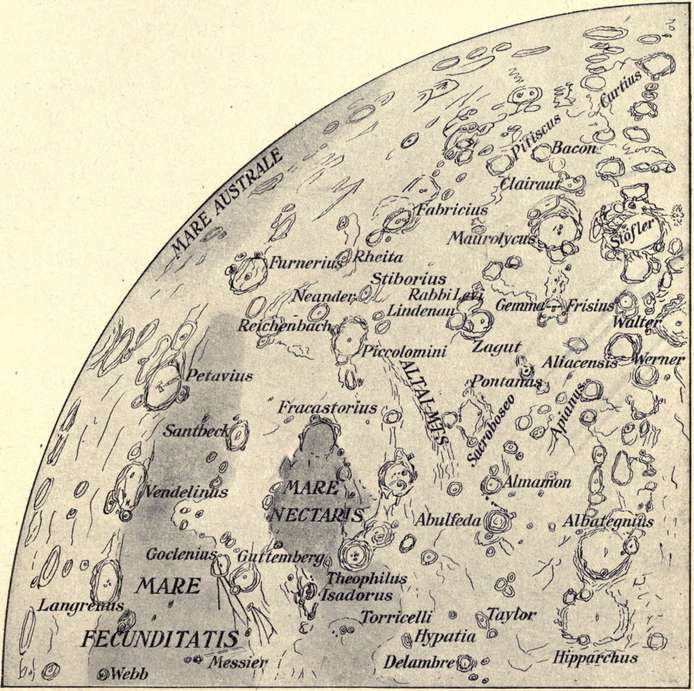 Curtius
Pitiscus
Bacon
Clairaut
MARE AUSTRALE
Fabricius
Maurolycus
Stöfler
Furnerius
Rheita
Stiborius
Neander
Rabbi Levi
Lindenau
Gemma Frisius
Reichenbach
Walter
Piccolomini
Zagut
Aliacensis
Werner
Petavius
ALTAI MTS
Pontanus
Fracastorius
Sacrobosco
Apianus
Santbeck
Vendelinus
MARE
NECTARIS
Almamon
Abulfeda
Albategnius
Goclenius
Guttemberg
Theophilus
MARE
Isadorus
Langrenus
Torricelli
Taylor
FECUNDITATIS
Hypatia
Webb
Messier
Delambre
Hipparchus